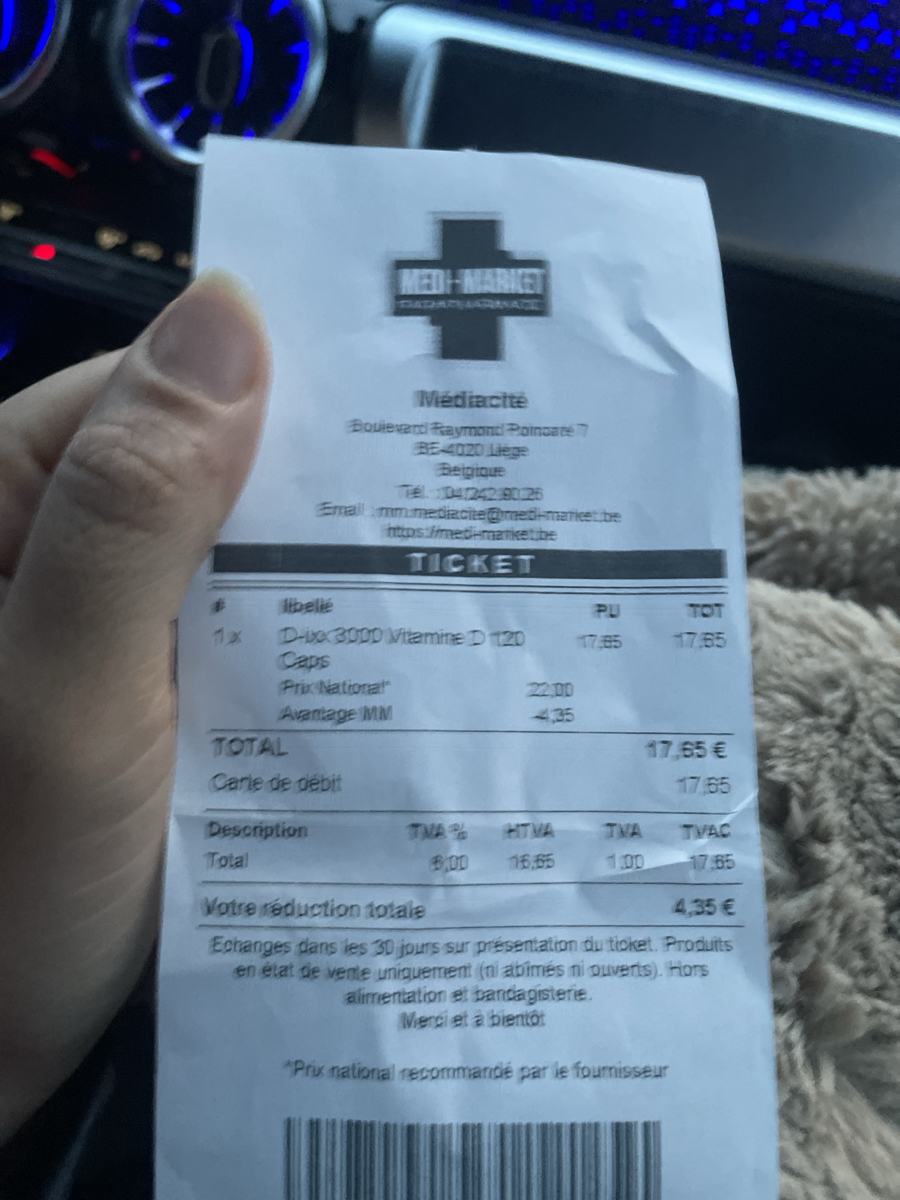 MEDI-MARKET
PARAPHARMACIE
Médiacité
Boulevard Raymond Poincaré 7
BE-4020 Liège
Belgique
Tél. : 04/242.90.26
Email : mm.mediacite@medi-market.be
https://medi-market.be
TICKET
# libellé PU TOT
1 x D-ixx 3000 Vitamine D 120 17,65 17,65
Caps
Prix National* 22,00
Avantage MM -4,35
TOTAL 17,65 €
Carte de débit 17,65
Description TVA % HTVA TVA TVAC
Total 6,00 16,65 1,00 17,65
Votre réduction totale 4,35 €
Echanges dans les 30 jours sur présentation du ticket. Produits
en état de vente uniquement (ni abîmés ni ouverts). Hors
alimentation et bandagisterie.
Merci et à bientôt
*Prix national recommandé par le fournisseur